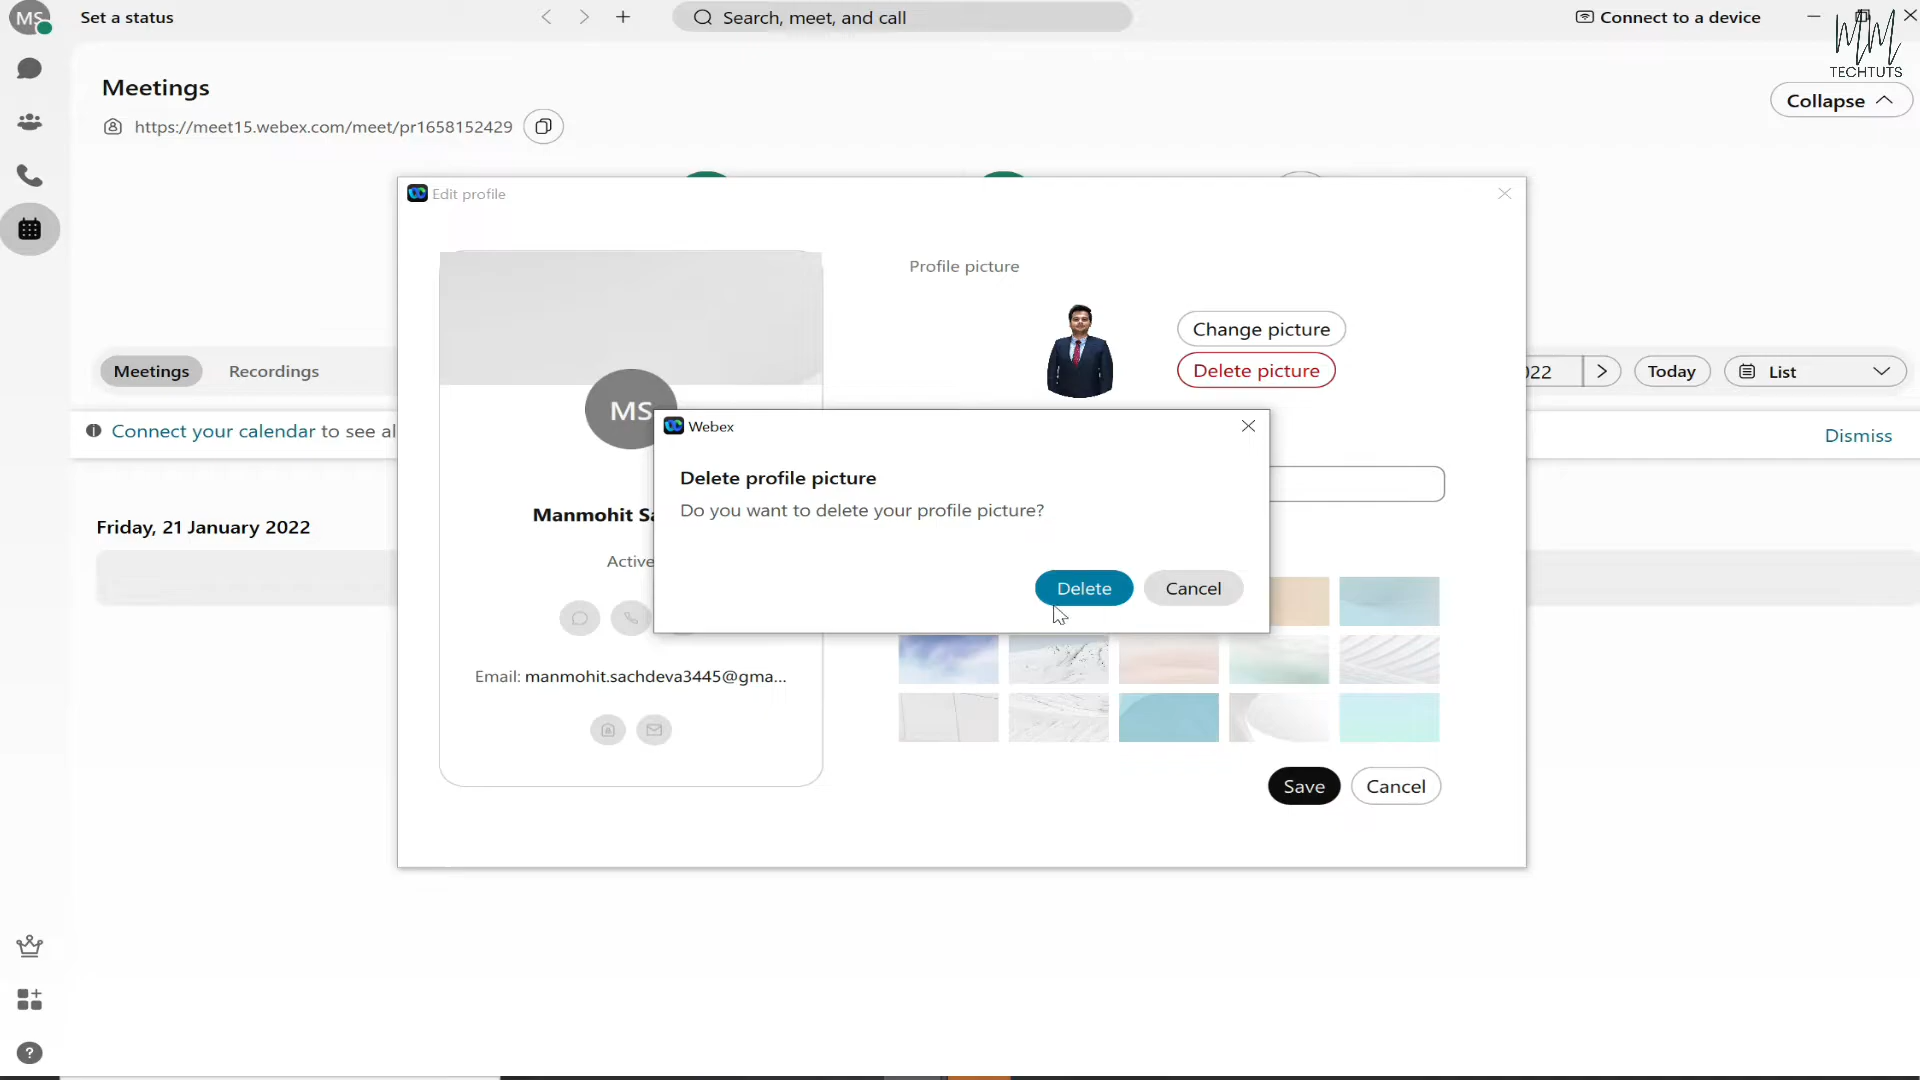 MS
Set a status
Search, meet, and call
Connect to a device
MM
TECHTUTS
Meetings
https://meet15.webex.com/meet/pr1658152429
Collapse
Edit profile
Profile picture
Change picture
Delete picture
Meetings
Recordings
022
Today
List
MS
Webex
Connect your calendar to see al
Dismiss
Delete profile picture
Do you want to delete your profile picture?
Manmohit Sa
Friday, 21 January 2022
Active
Delete
Cancel
Email: manmohit.sachdeva3445@gma...
Save
Cancel